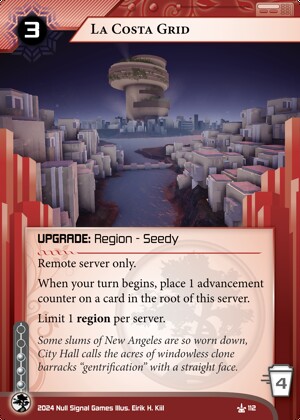 3
LA COSTA GRID
UPGRADE: Region - Seedy
Remote server only.
When your turn begins, place 1 advancement
counter on a card in the root of this server.
Limit 1 region per server.
Some slums of New Angeles are so worn down,
City Hall calls the acres of windowless clone
barracks “gentrification” with a straight face.
4
2024 Null Signal Games Illus. Eirik H. Kiil
112